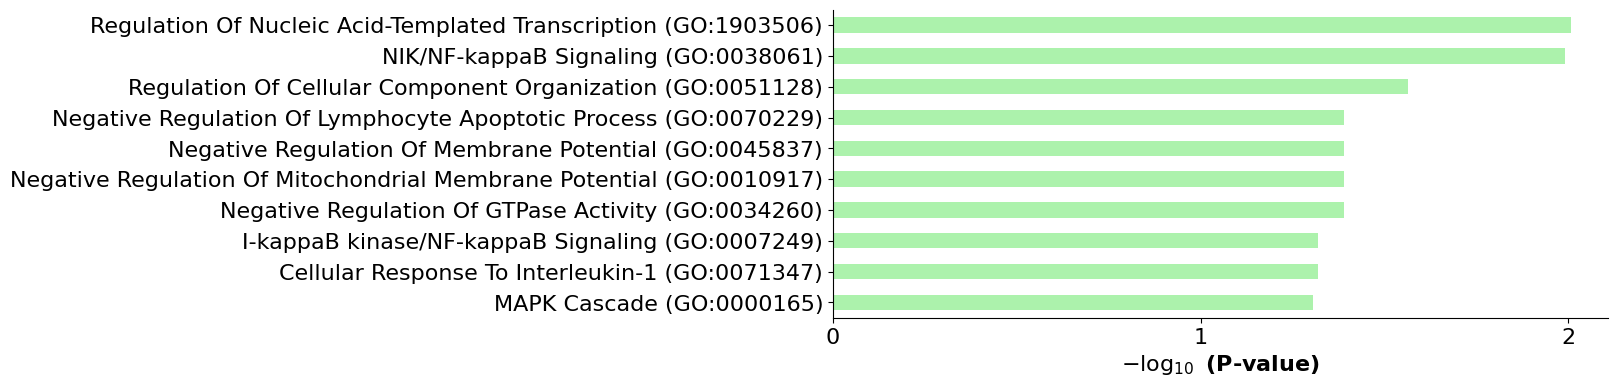 Regulation Of Nucleic Acid-Templated Transcription (GO:1903506)
NIK/NF-kappaB Signaling (GO:0038061)
Regulation Of Cellular Component Organization (GO:0051128)
Negative Regulation Of Lymphocyte Apoptotic Process (GO:0070229)
Negative Regulation Of Membrane Potential (GO:0045837)
Negative Regulation Of Mitochondrial Membrane Potential (GO:0010917)
Negative Regulation Of GTPase Activity (GO:0034260)
I-kappaB kinase/NF-kappaB Signaling (GO:0007249)
Cellular Response To Interleukin-1 (GO:0071347)
MAPK Cascade (GO:0000165)
0 1 2
−log₁₀ (P-value)